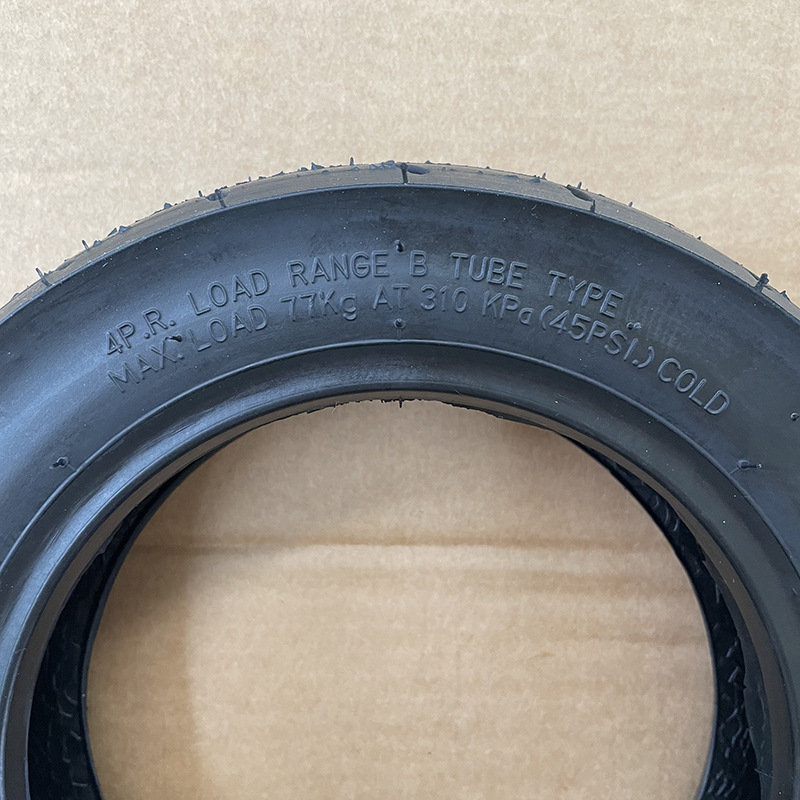 4P.R. LOAD RANGE B TUBE TYPE.
MAX. LOAD 77Kg AT 310 KPa (45PSI.) COLD